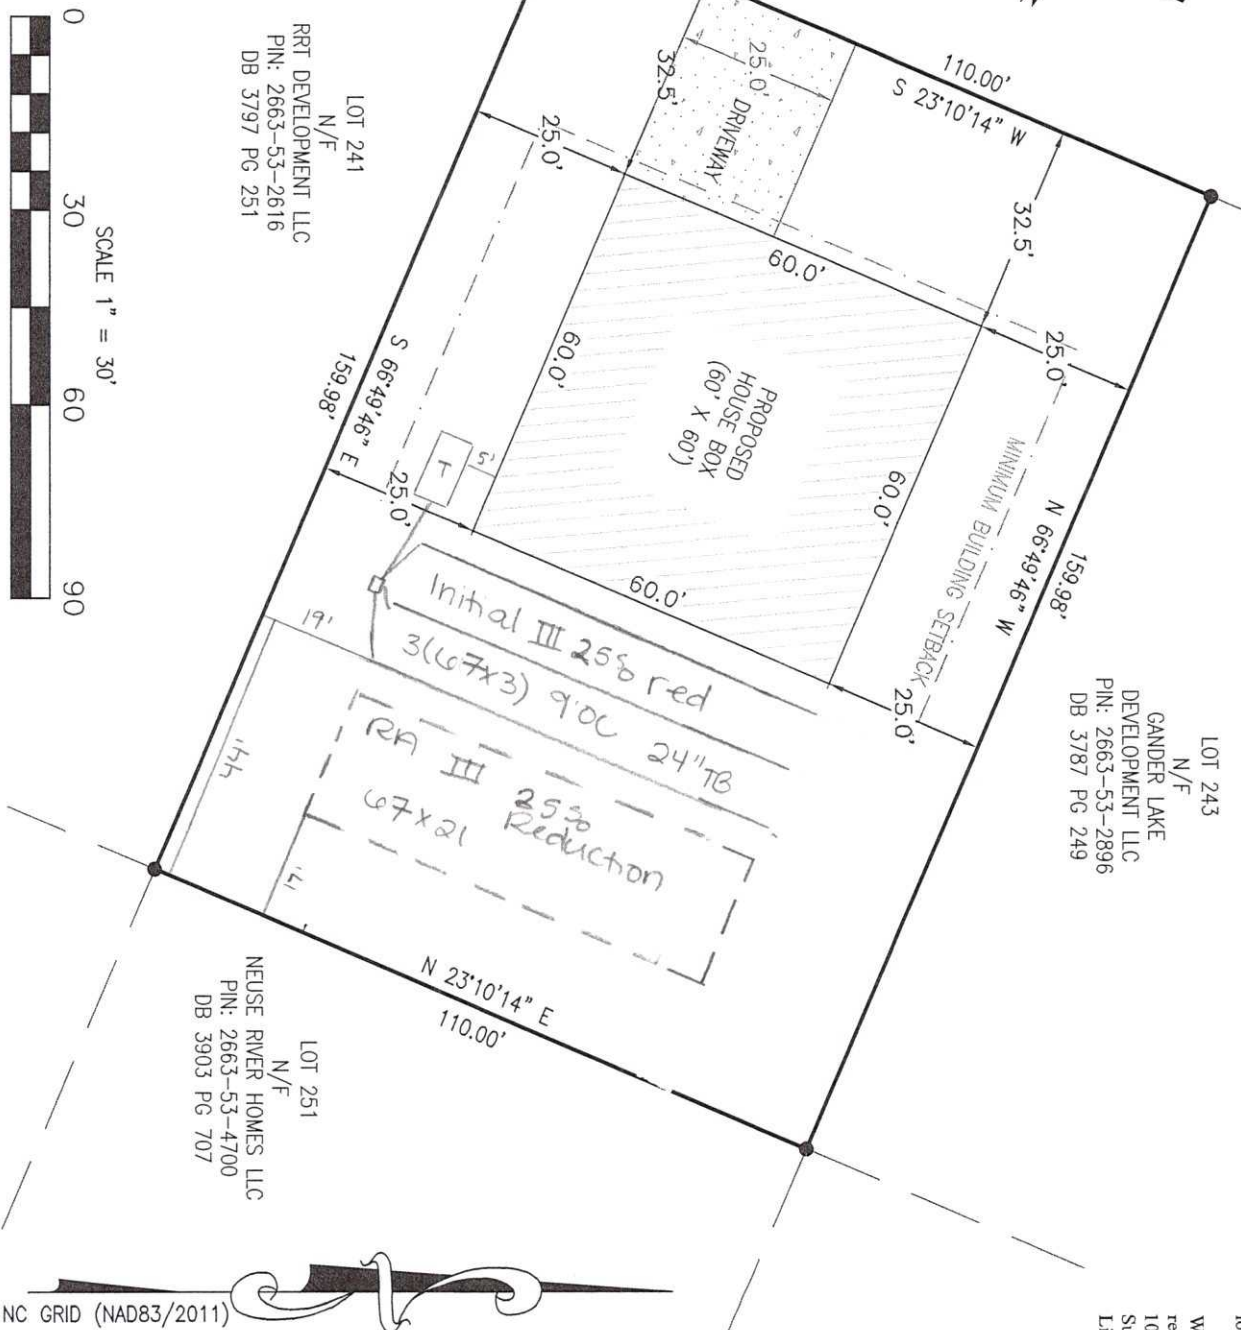 110.00'
S 23°10'14" W
25.0'
DRIVEWAY
32.5'
32.5'
LOT 241
N/F
RRT DEVELOPMENT LLC
PIN: 2663-53-2616
DB 3797 PG 251
25.0'
60.0'
25.0'
0
30
60
90
SCALE 1" = 30'
S 66°49'46" E
159.98'
60.0'
PROPOSED
HOUSE BOX
(60' X 60')
60.0'
MINIMUM BUILDING SETBACK
N 66°49'46" W
159.98'
T
5'
25.0'
60.0'
25.0'
LOT 243
N/F
GANDER LAKE
DEVELOPMENT LLC
PIN: 2663-53-2896
DB 3787 PG 249
Initial III 25% red
3(67x3) 9'OC 24"TB
RA III 25%
Reduction
67x21
19'
44'
N 23°10'14" E
110.00'
LOT 251
N/F
NEUSE RIVER HOMES LLC
PIN: 2663-53-4700
DB 3903 PG 707
NC GRID (NAD83/2011)